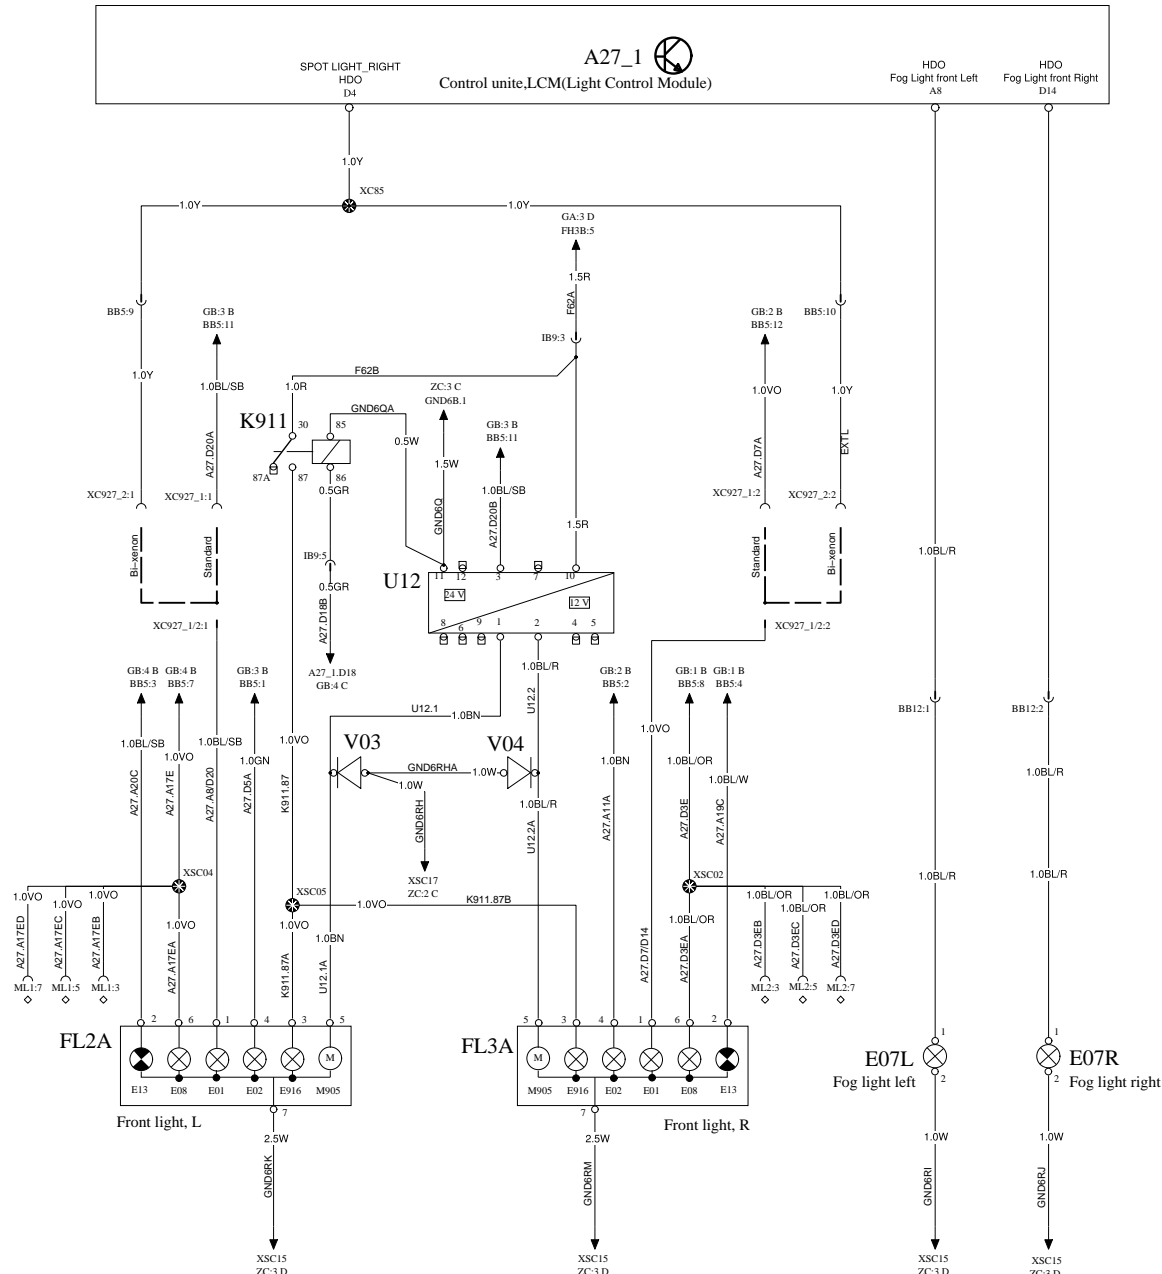 A27_1
Control unite,LCM(Light Control Module)
SPOT LIGHT_RIGHT
HDO
D4
HDO
Fog Light front Left
A8
HDO
Fog Light front Right
D14
1.0Y
XC85
1.0Y
1.0Y
GA:3 D
FH3B:5
1.5R
F62A
IB9:3
BB5:9
GB:3 B
BB5:11
GB:2 B
BB5:12
BB5:10
F62B
1.0Y
1.0BL/SB
A27.D20A
1.0R
K911
30
85
GND6QA
0.5W
87A
87
86
0.5GR
ZC:3 C
GND6B.1
1.5W
GND6Q
GB:3 B
BB5:11
1.0BL/SB
A27.D20B
1.5R
1.0VO
A27.D7A
1.0Y
EXTL
XC927_2:1
XC927_1:1
XC927_1:2
XC927_2:2
Bi-xenon
Standard
Standard
Bi-xenon
IB9:5
0.5GR
A27.D18B
1.0BL/R
U12
11
12
3
7
10
24 V
12 V
8
6
9
1
2
4
5
XC927_1/2:1
XC927_1/2:2
A27_1.D18
GB:4 C
GB:4 B
BB5:3
GB:4 B
BB5:7
GB:3 B
BB5:1
1.0BL/R
U12.2
GB:2 B
BB5:2
GB:1 B
BB5:8
GB:1 B
BB5:4
U12.1
1.0BN
BB12:1
BB12:2
1.0BL/SB
A27.A20C
1.0VO
A27.A17E
1.0BL/SB
A27.A8/D20
1.0GN
A27.D5A
1.0VO
K911.87
V03
V04
GND6RHA
1.0W
1.0W
GND6RH
1.0BL/R
U12.2A
1.0BN
A27.A11A
1.0VO
1.0BL/OR
A27.D3E
1.0BL/W
A27.A19C
1.0BL/R
1.0BL/R
XSC17
ZC:2 C
XSC04
XSC05
XSC02
1.0VO
1.0VO
1.0VO
1.0VO
1.0VO
1.0VO
K911.87B
1.0BL/OR
1.0BL/OR
1.0BL/OR
1.0BL/OR
1.0BL/R
1.0BL/R
A27.A17ED
A27.A17EC
A27.A17EB
A27.A17EA
K911.87A
1.0BN
U12.1A
A27.D7/D14
A27.D3EA
A27.D3EB
A27.D3EC
A27.D3ED
ML1:7
ML1:5
ML1:3
ML2:3
ML2:5
ML2:7
FL2A
2
6
1
4
3
5
M
E13
E08
E01
E02
E916
M905
7
Front light, L
FL3A
5
3
4
1
6
2
M
M905
E916
E02
E01
E08
E13
7
Front light, R
1
E07L
Fog light left
2
1
E07R
Fog light right
2
2.5W
GND6RK
2.5W
GND6RM
1.0W
GND6RI
1.0W
GND6RJ
XSC15
ZC:3 D
XSC15
ZC:3 D
XSC15
ZC:3 D
XSC15
ZC:3 D